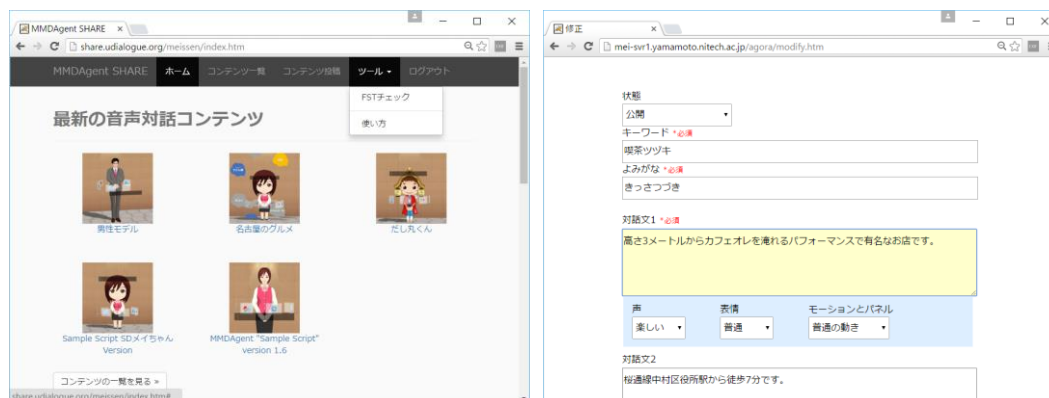 MMDAgent SHARE
share.udialogue.org/meissen/index.htm
MMDAgent SHARE ホーム コンテンツ一覧 コンテンツ投稿 ツール ログアウト
FSTチェック
使い方
最新の音声対話コンテンツ
男性モデル
名古屋のグルメ
だし丸くん
Sample Script SDメイちゃん
Version
MMDAgent "Sample Script"
version 1.6
コンテンツの一覧を見る »
share.udialogue.org/meissen/index.htm#
修正
mei-svr1.yamamoto.nitech.ac.jp/agora/modify.htm
状態
公開
キーワード *必須
喫茶ツヅキ
よみがな *必須
きっさつづき
対話文1 *必須
高さ3メートルからカフェオレを淹れるパフォーマンスで有名なお店です。
声 表情 モーションとパネル
楽しい 普通 普通の動き
対話文2
桜通線中村区役所駅から徒歩7分です。